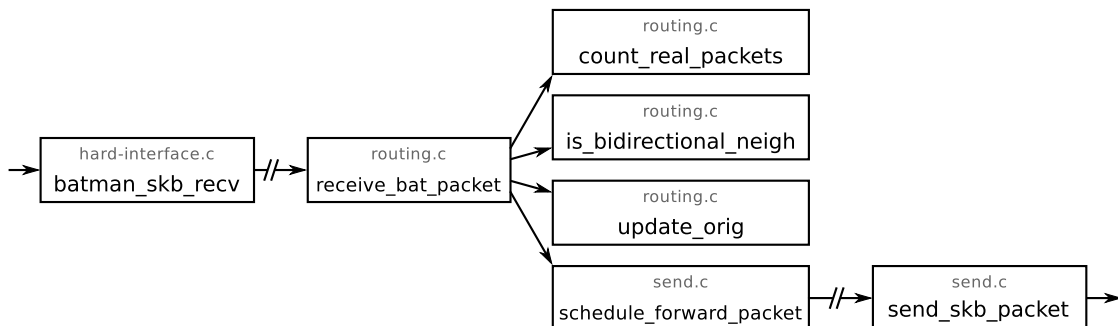 hard-interface.c
batman_skb_recv
routing.c
receive_bat_packet
routing.c
count_real_packets
routing.c
is_bidirectional_neigh
routing.c
update_orig
send.c
schedule_forward_packet
send.c
send_skb_packet